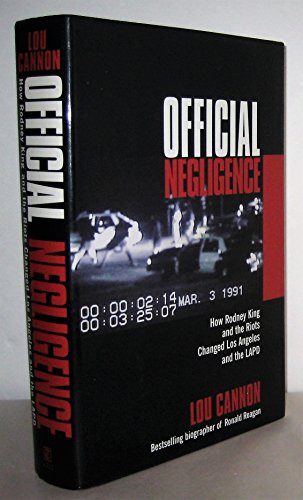 LOU
CANNON
OFFICIAL NEGLIGENCE
How Rodney King and the Riots Changed Los Angeles and the LAPD
OFFICIAL
NEGLIGENCE
00:00:02:14 MAR. 3 1991
00:03:25:07
How Rodney King
and the Riots
Changed Los Angeles
and the LAPD
LOU CANNON
Bestselling biographer of Ronald Reagan